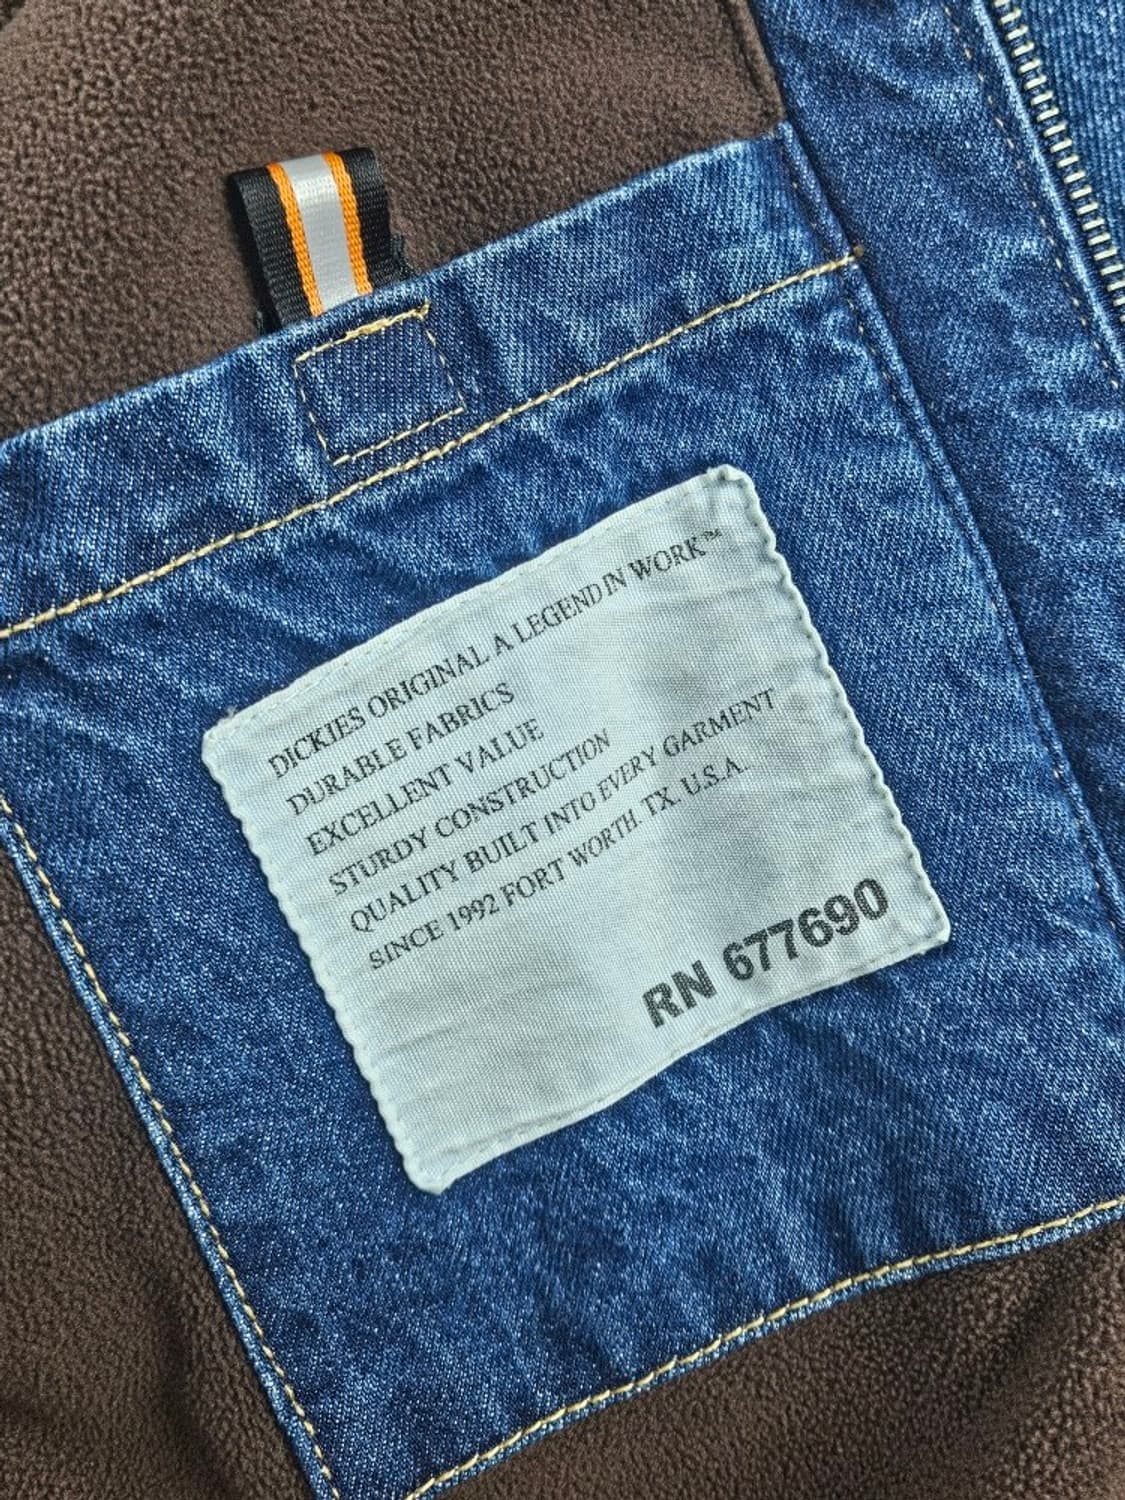 DICKIES ORIGINAL A LEGEND IN WORK™
DURABLE FABRICS
EXCELLENT VALUE
STURDY CONSTRUCTION
QUALITY BUILT INTO EVERY GARMENT
SINCE 1992 FORT WORTH TX. U.S.A.
RN 677690